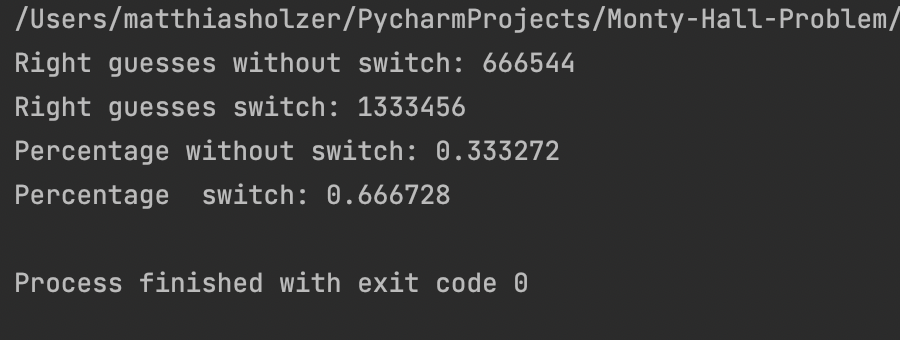 /Users/matthiasholzer/PycharmProjects/Monty-Hall-Problem/
Right guesses without switch: 666544
Right guesses switch: 1333456
Percentage without switch: 0.333272
Percentage  switch: 0.666728
Process finished with exit code 0